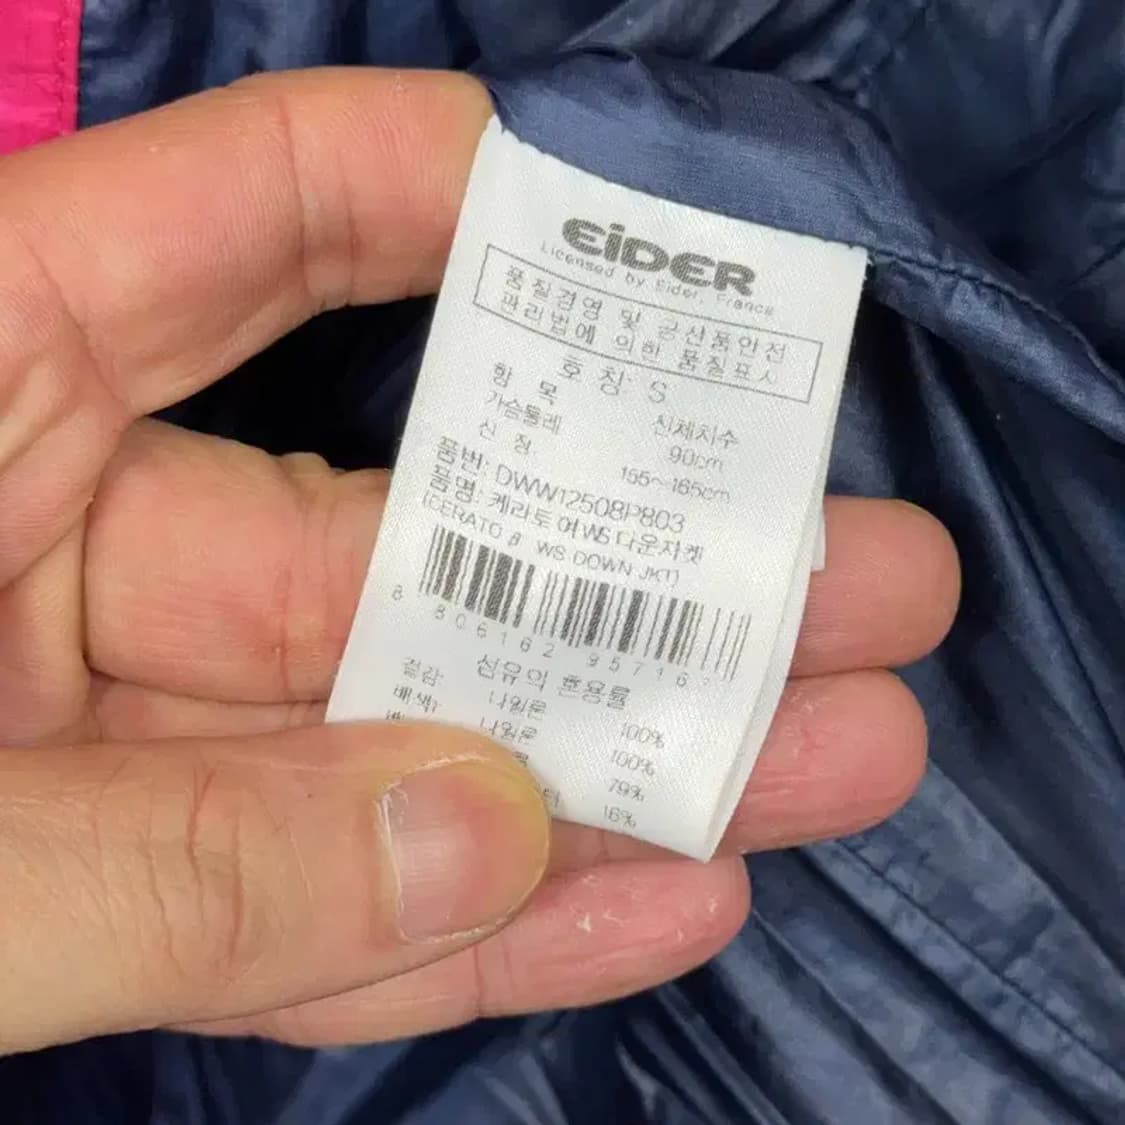 EiDER
Licensed by Eider, France
품질경영 및 공산품안전
관리법에 의한 품질표시
호 칭: S
항 목 신체치수
가슴둘레 90cm
신 장 155~165cm
품번: DWW12508P803
품명: 케라토 여WS다운자켓
(CERATO β WS DOWN JKT)
8 806162 95716
섬유의 혼용률
겉감 나일론 100%
배색1 나일론 100%
79%
16%